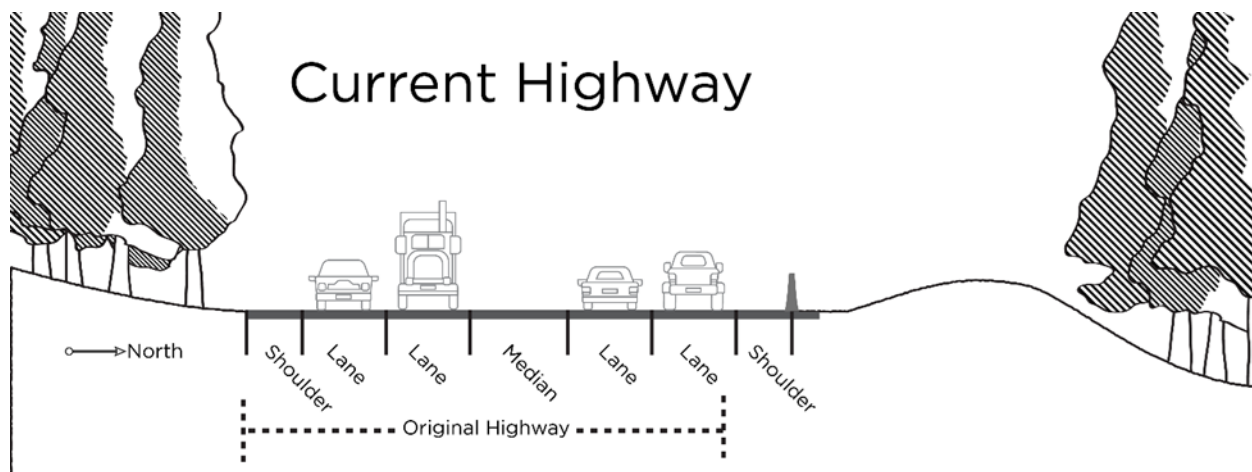 Current Highway
North
Shoulder
Lane
Lane
Median
Lane
Lane
Shoulder
Original Highway